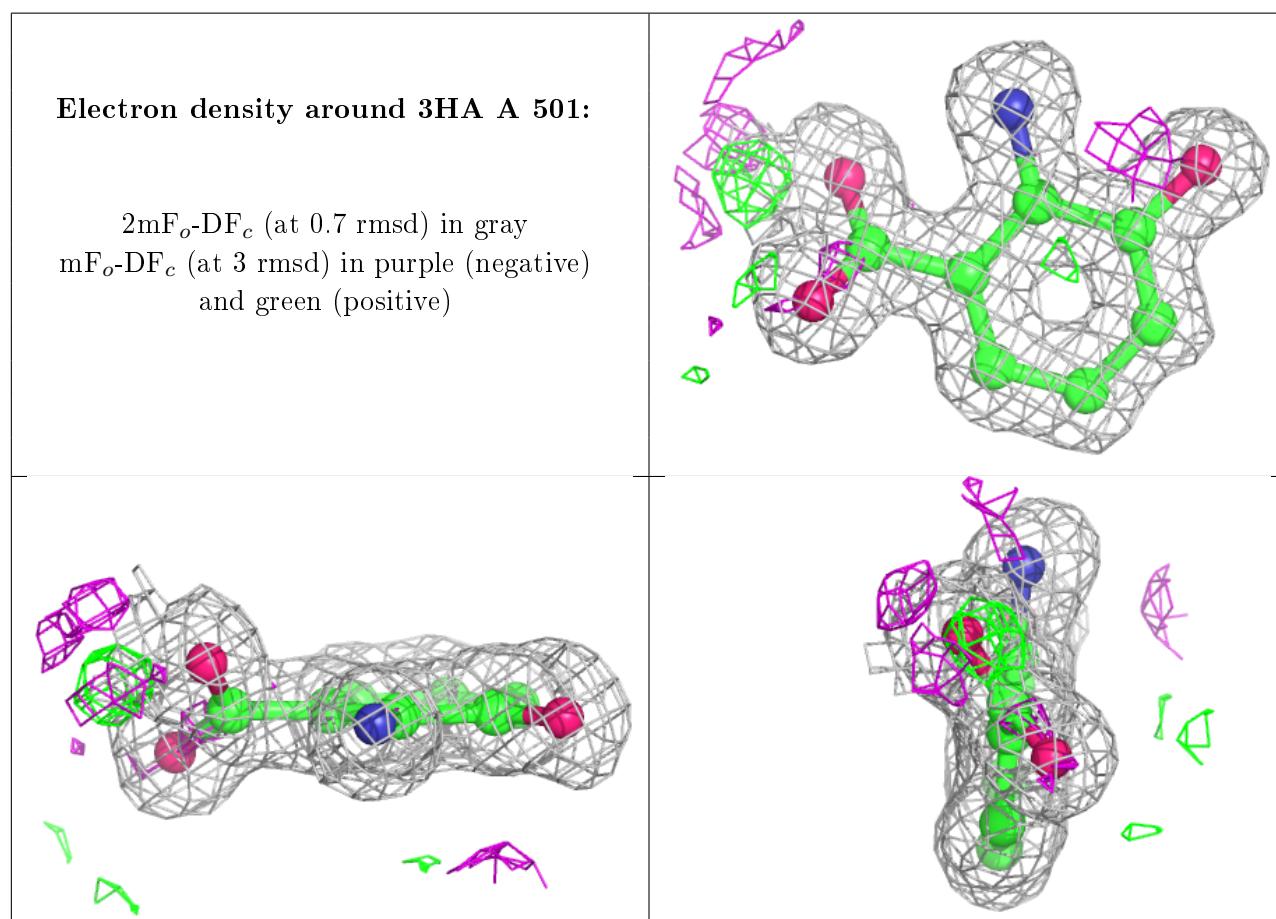 Electron density around 3HA A 501:
2mFo-DFc (at 0.7 rmsd) in gray
mFo-DFc (at 3 rmsd) in purple (negative)
and green (positive)